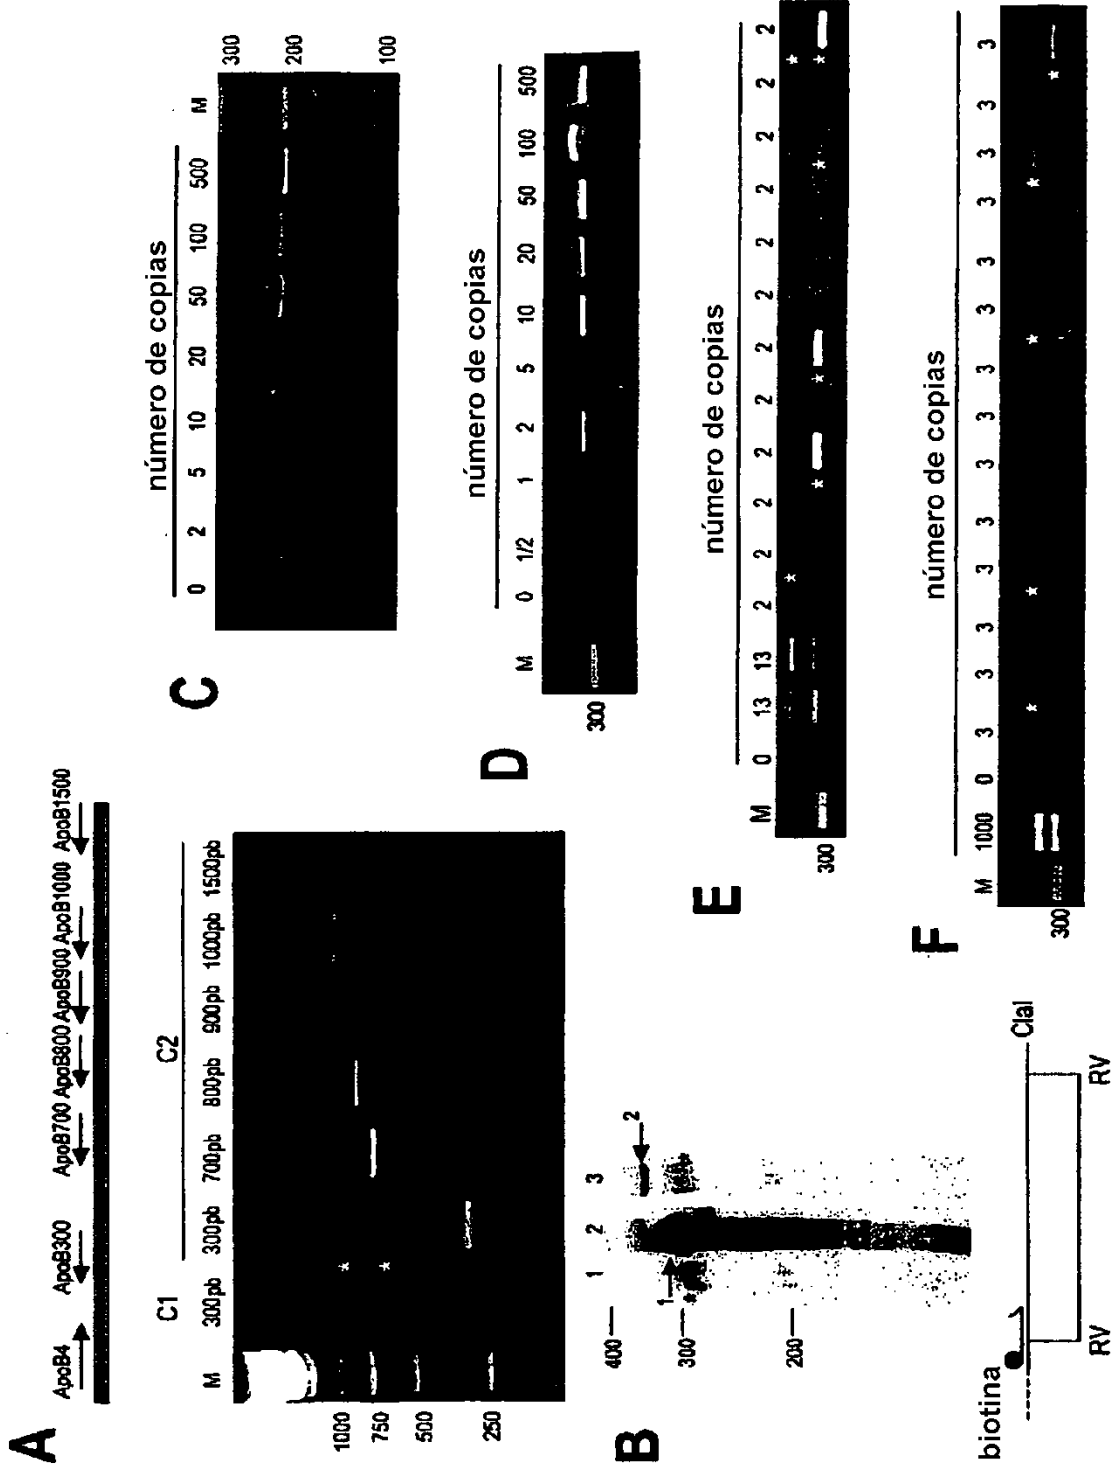 A
ApoB4 ApoB300 ApoB700 ApoB800 ApoB900 ApoB1000 ApoB1500
C1 C2
M 300pb 300pb 700pb 800pb 900pb 1000pb 1500pb
1000
750
500
250
* *
B
1 2 3
400
300
200
1
2
*
biotina
ClaI
RV RV
C
número de copias
0 2 5 10 20 50 100 500 M
300
200
100
D
número de copias
M 0 1/2 1 2 5 10 20 50 100 500
300
E
número de copias
M 0 13 13 2 2 2 2 2 2 2 2 2 2 2
300
* * * * * *
F
número de copias
M 1000 0 3 3 3 3 3 3 3 3 3 3 3 3 3
300
* * * * *